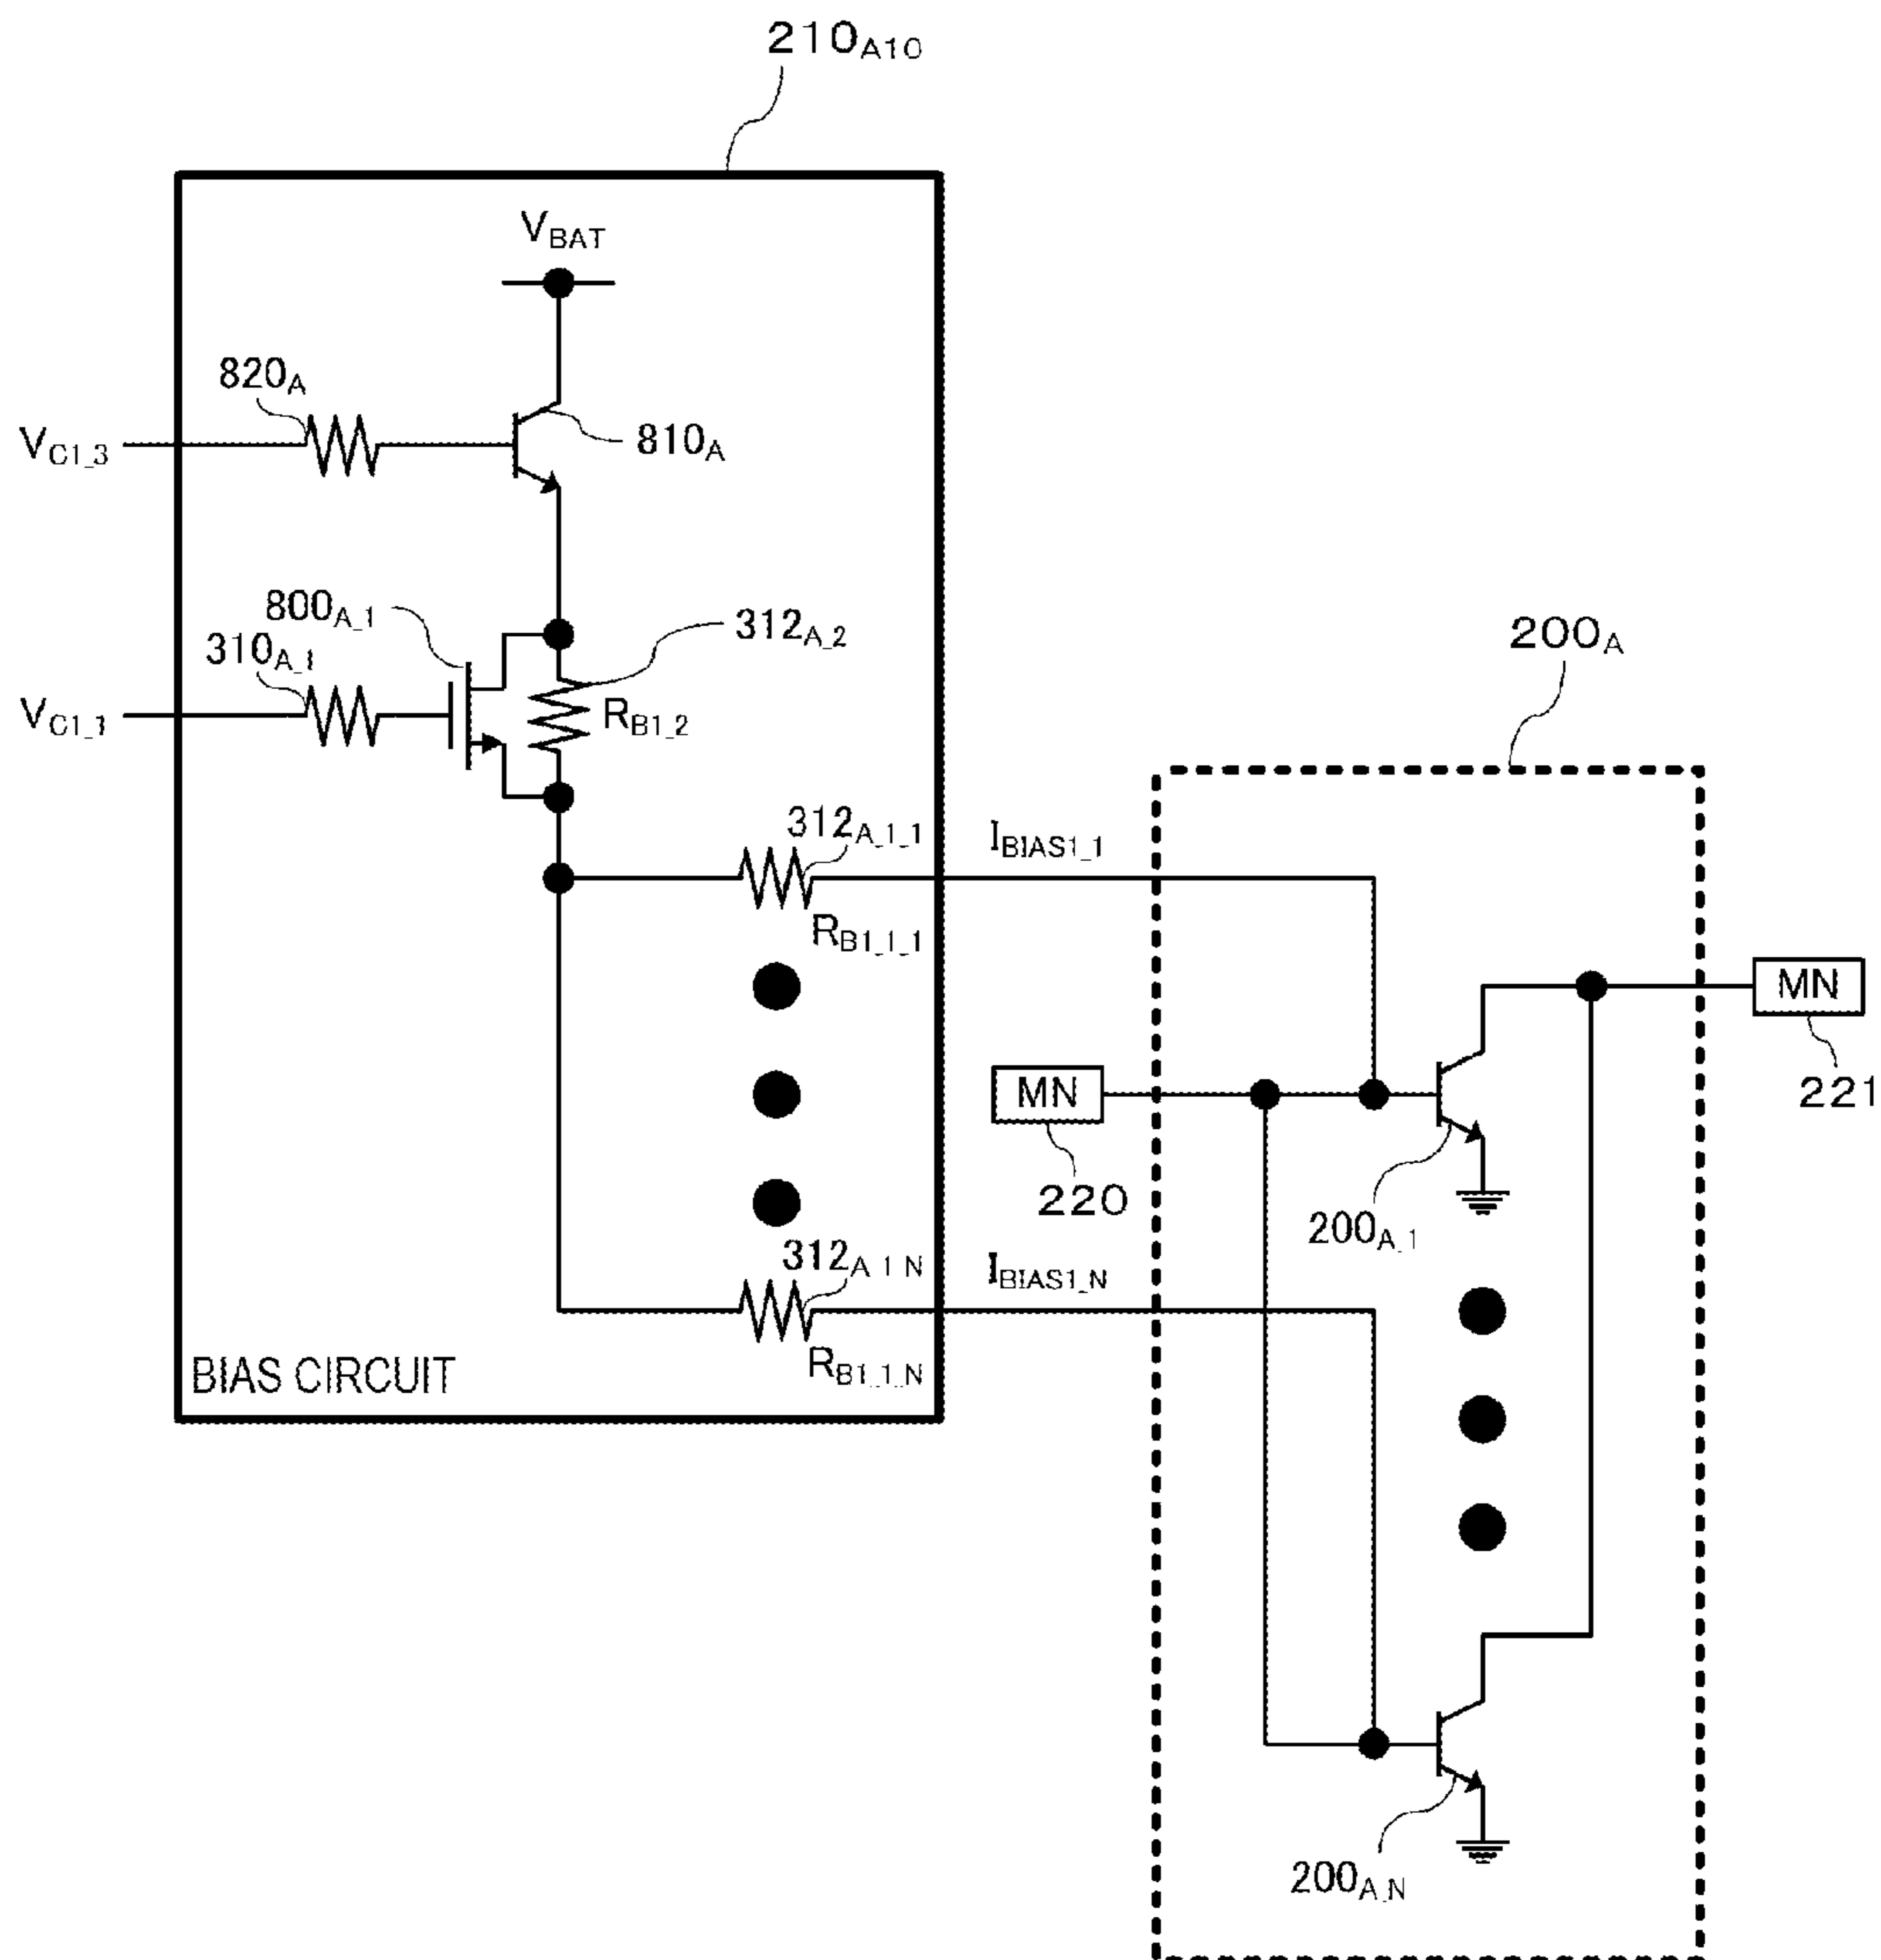 210A10
VBAT
820A
810A
VC1_3
800A_1
312A_2
310A_1
RB1_2
VC1_1
200A
312A_1_1
IBIAS1_1
RB1_1_1
MN
221
MN
220
200A_1
312A_1_N
IBIAS1_N
RB1_1_N
BIAS CIRCUIT
200A_N